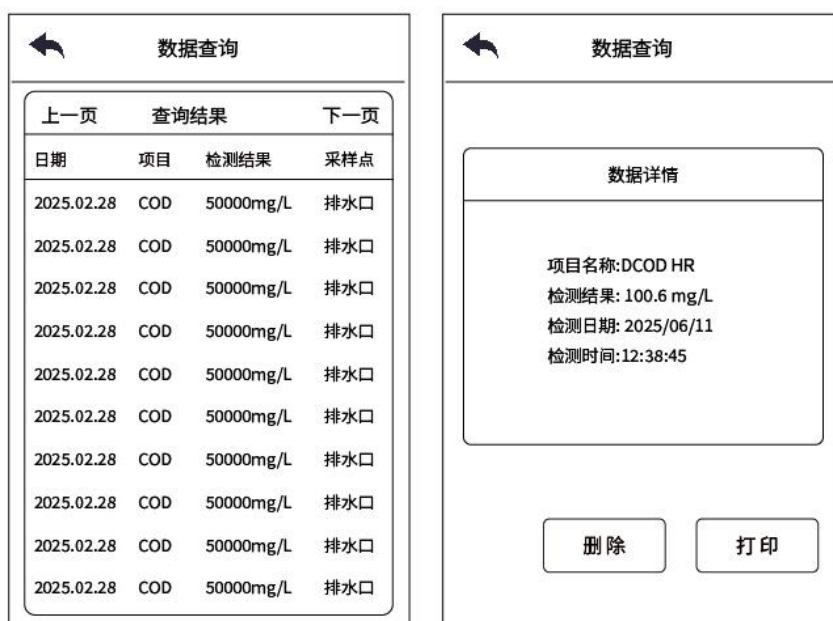 数据查询
上一页 查询结果 下一页
日期 项目 检测结果 采样点
2025.02.28 COD 50000mg/L 排水口
2025.02.28 COD 50000mg/L 排水口
2025.02.28 COD 50000mg/L 排水口
2025.02.28 COD 50000mg/L 排水口
2025.02.28 COD 50000mg/L 排水口
2025.02.28 COD 50000mg/L 排水口
2025.02.28 COD 50000mg/L 排水口
2025.02.28 COD 50000mg/L 排水口
2025.02.28 COD 50000mg/L 排水口
2025.02.28 COD 50000mg/L 排水口
数据查询
数据详情
项目名称:DCOD HR
检测结果: 100.6 mg/L
检测日期: 2025/06/11
检测时间:12:38:45
删除 打印